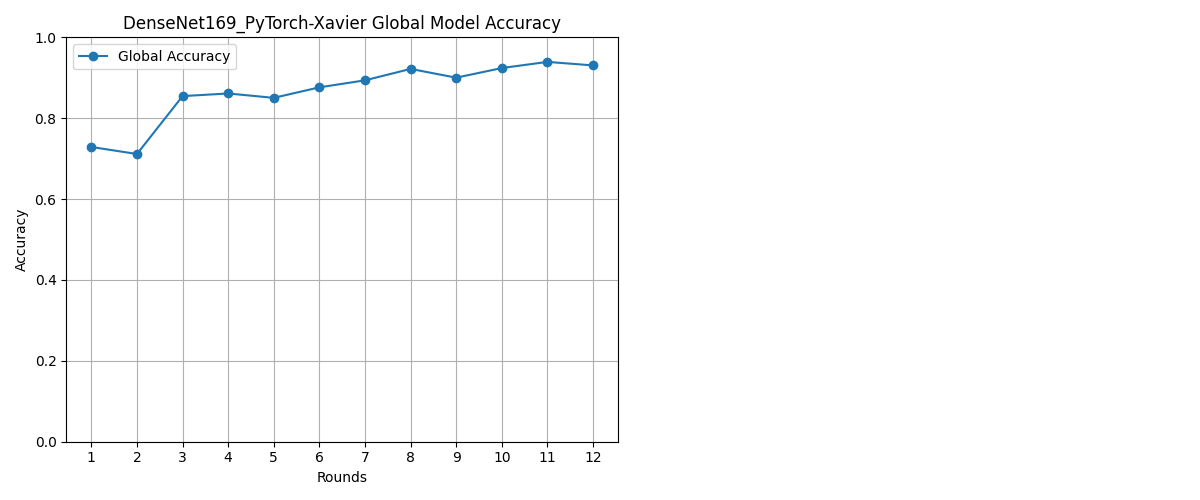 DenseNet169_PyTorch-Xavier Global Model Accuracy
Global Accuracy
Accuracy
1.0
0.8
0.6
0.4
0.2
0.0
1 2 3 4 5 6 7 8 9 10 11 12
Rounds